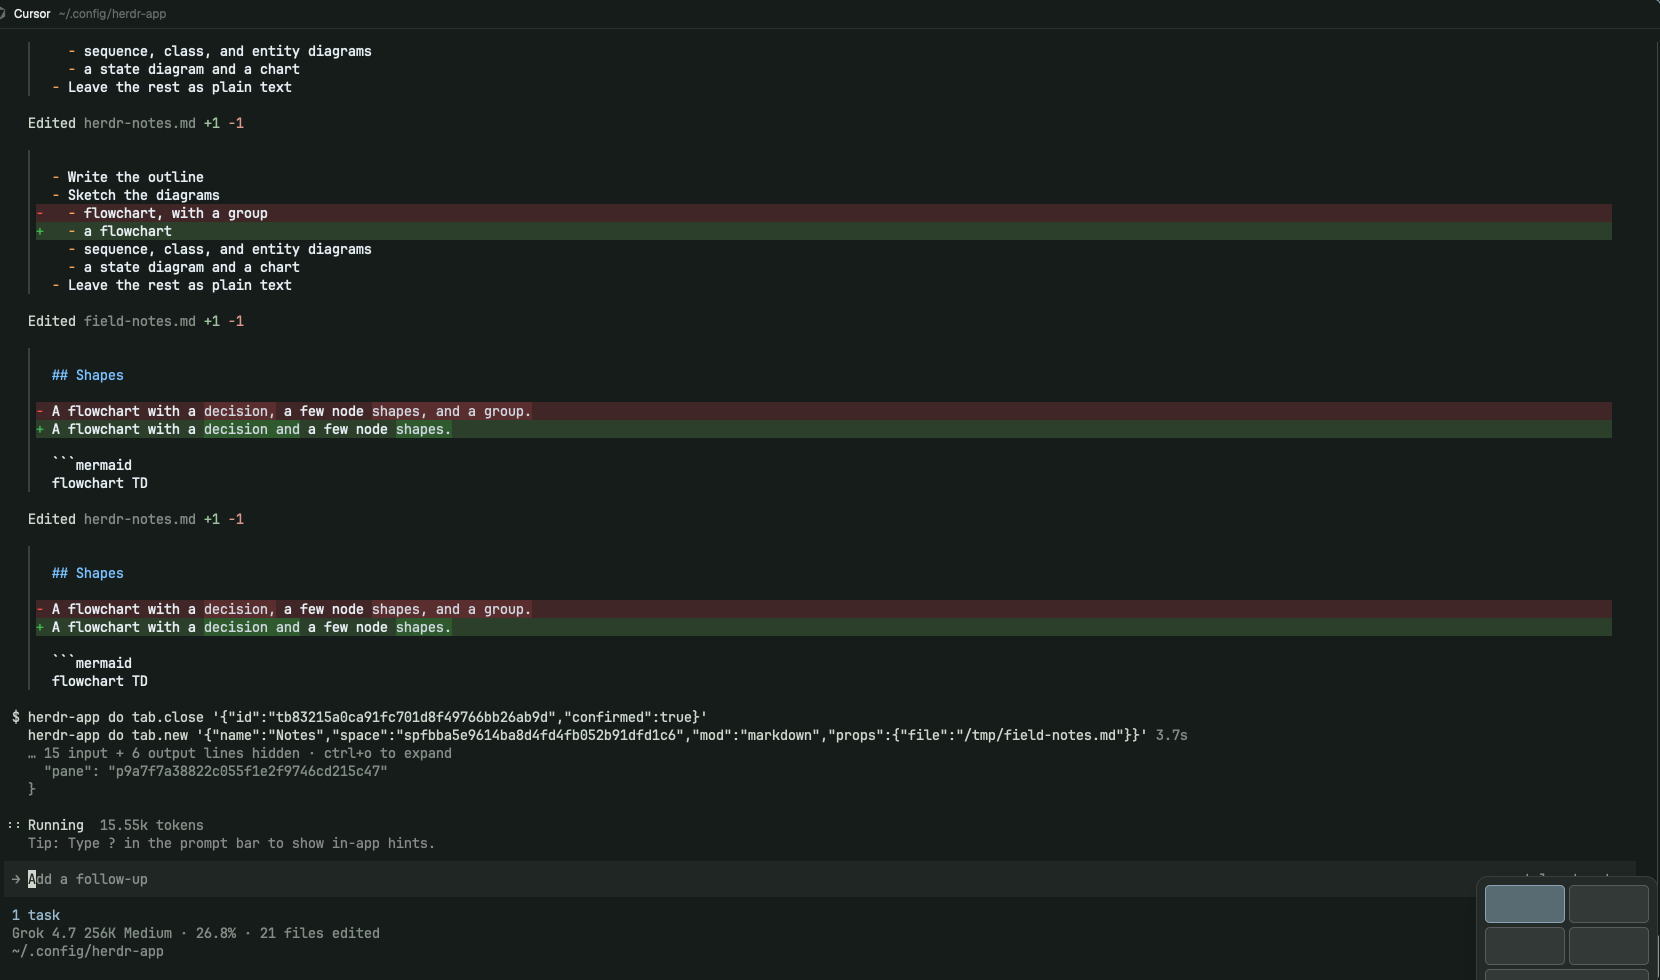 Cursor ~/.config/herdr-app
- sequence, class, and entity diagrams
- a state diagram and a chart
- Leave the rest as plain text
Edited herdr-notes.md +1 -1
- Write the outline
- Sketch the diagrams
-   - flowchart, with a group
+   - a flowchart
- sequence, class, and entity diagrams
- a state diagram and a chart
- Leave the rest as plain text
Edited field-notes.md +1 -1
## Shapes
- A flowchart with a decision, a few node shapes, and a group.
+ A flowchart with a decision and a few node shapes.
```mermaid
flowchart TD
Edited herdr-notes.md +1 -1
## Shapes
- A flowchart with a decision, a few node shapes, and a group.
+ A flowchart with a decision and a few node shapes.
```mermaid
flowchart TD
$ herdr-app do tab.close '{"id":"tb83215a0ca91fc701d8f49766bb26ab9d","confirmed":true}'
herdr-app do tab.new '{"name":"Notes","space":"spfbba5e9614ba8d4fd4fb052b91dfd1c6","mod":"markdown","props":{"file":"/tmp/field-notes.md"}}' 3.7s
… 15 input + 6 output lines hidden · ctrl+o to expand
"pane": "p9a7f7a38822c055f1e2f9746cd215c47"
}
Running 15.55k tokens
Tip: Type ? in the prompt bar to show in-app hints.
→ Add a follow-up
1 task
Grok 4.7 256K Medium · 26.8% · 21 files edited
~/.config/herdr-app